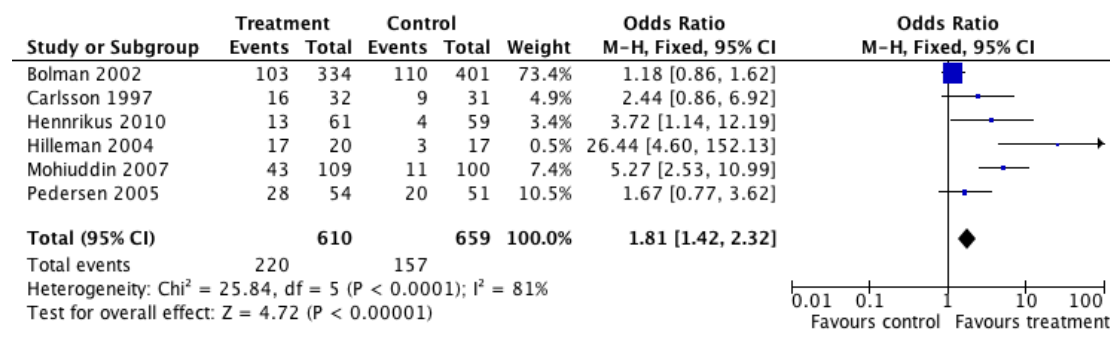 Treatment Control Odds Ratio Odds Ratio
Study or Subgroup Events Total Events Total Weight M-H, Fixed, 95% CI M-H, Fixed, 95% CI
Bolman 2002 103 334 110 401 73.4% 1.18 [0.86, 1.62]
Carlsson 1997 16 32 9 31 4.9% 2.44 [0.86, 6.92]
Hennrikus 2010 13 61 4 59 3.4% 3.72 [1.14, 12.19]
Hilleman 2004 17 20 3 17 0.5% 26.44 [4.60, 152.13]
Mohiuddin 2007 43 109 11 100 7.4% 5.27 [2.53, 10.99]
Pedersen 2005 28 54 20 51 10.5% 1.67 [0.77, 3.62]
Total (95% CI) 610 659 100.0% 1.81 [1.42, 2.32]
Total events 220 157
Heterogeneity: Chi² = 25.84, df = 5 (P < 0.0001); I² = 81%
Test for overall effect: Z = 4.72 (P < 0.00001)
0.01 0.1 1 10 100
Favours control Favours treatment